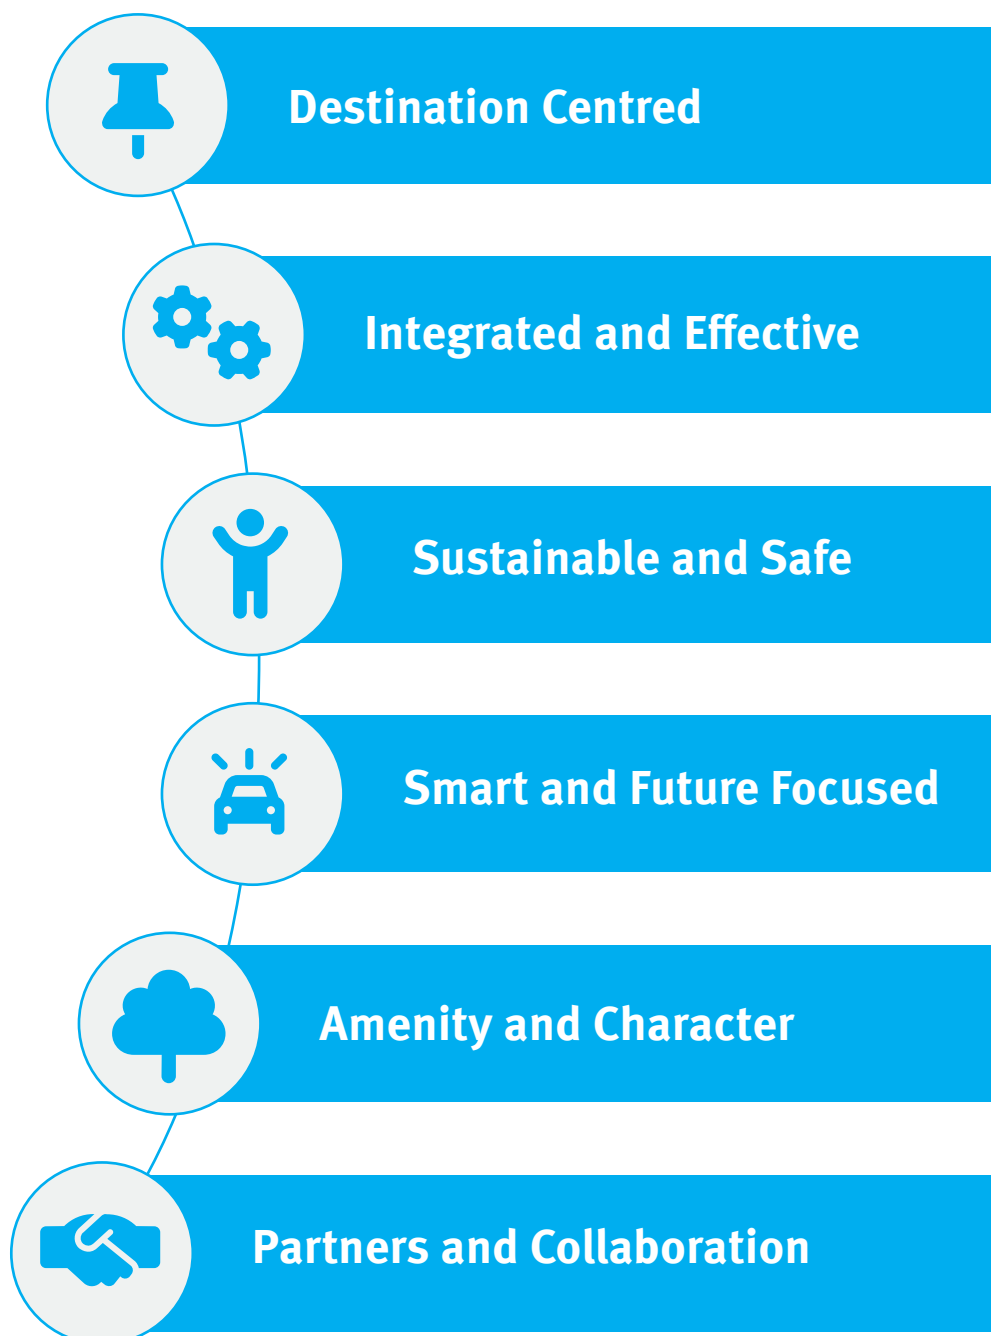 Destination Centred
Integrated and Effective
Sustainable and Safe
Smart and Future Focused
Amenity and Character
Partners and Collaboration